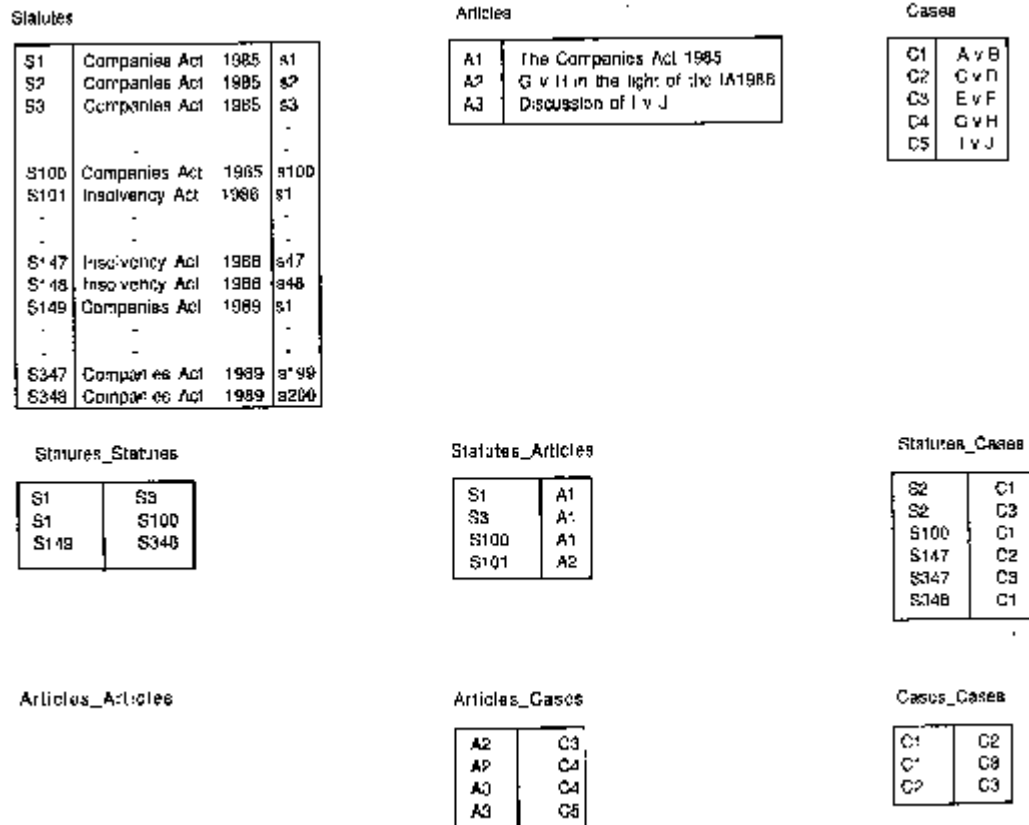 Statutes
S1 Companies Act 1985 s1
S2 Companies Act 1985 s2
S3 Companies Act 1985 s3
S100 Companies Act 1985 s100
S101 Insolvency Act 1986 s1
S147 Insolvency Act 1986 s47
S148 Insolvency Act 1986 s48
S149 Companies Act 1989 s1
S347 Companies Act 1989 s199
S348 Companies Act 1989 s200
Articles
A1 The Companies Act 1985
A2 G v H in the light of the IA1986
A3 Discussion of I v J
Cases
C1 A v B
C2 C v D
C3 E v F
C4 G v H
C5 I v J
Statutes_Statutes
S1 S3
S1 S100
S149 S348
Statutes_Articles
S1 A1
S3 A1
S100 A1
S101 A2
Statutes_Cases
S2 C1
S2 C3
S100 C1
S147 C2
S347 C3
S348 C1
Articles_Articles
Articles_Cases
A2 C3
A2 C4
A3 C4
A3 C5
Cases_Cases
C1 C2
C1
C2 C3